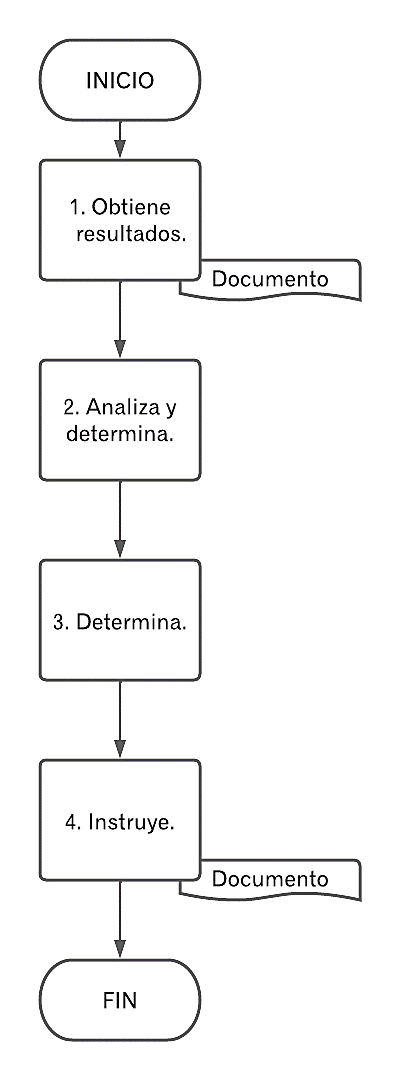 INICIO
1. Obtiene
resultados.
Documento
2. Analiza y
determina.
3. Determina.
4. Instruye.
Documento
FIN